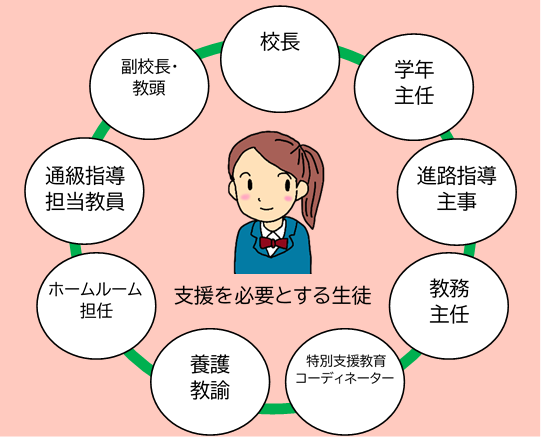 校長
学年
主任
進路指導
主事
教務
主任
特別支援教育
コーディネーター
養護
教諭
ホームルーム
担任
通級指導
担当教員
副校長・
教頭
支援を必要とする生徒